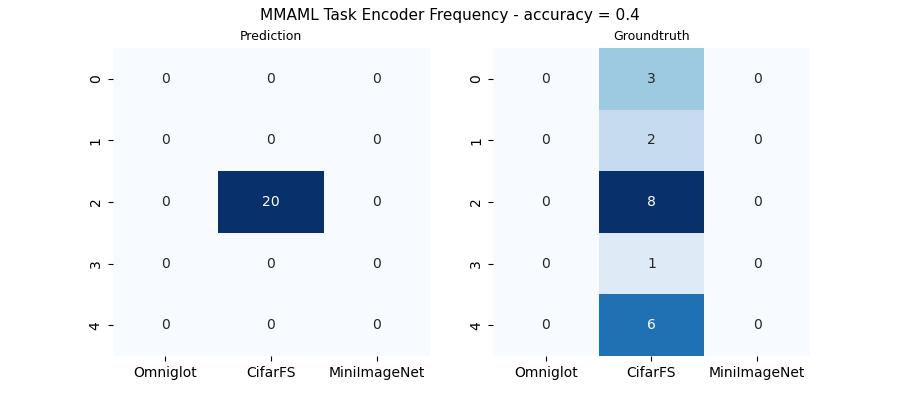 MMAML Task Encoder Frequency - accuracy = 0.4
Prediction
Groundtruth
0 0 0 0
1 0 0 0
2 0 20 0
3 0 0 0
4 0 0 0
Omniglot CifarFS MiniImageNet
0 0 3 0
1 0 2 0
2 0 8 0
3 0 1 0
4 0 6 0
Omniglot CifarFS MiniImageNet